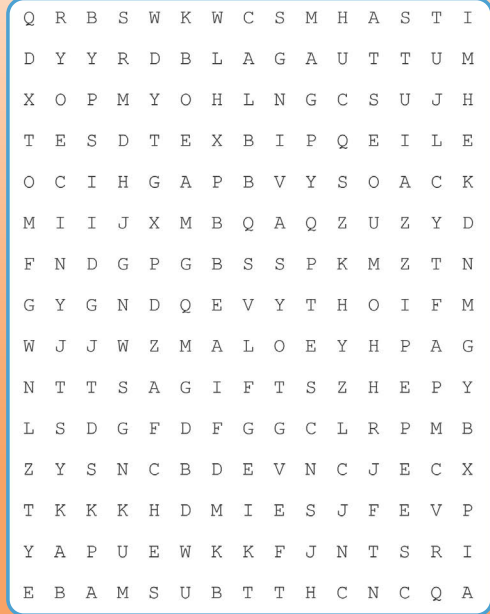 Q R B S W K W C S M H A S T I
D Y Y R D B L A G A U T T U M
X O P M Y O H L N G C S U J H
T E S D T E X B I P Q E I L E
O C I H G A P B V Y S O A C K
M I I J X M B Q A Q Z U Z Y D
F N D G P G B S S P K M Z T N
G Y G N D Q E V Y T H O I F M
W J J W Z M A L O E Y H P A G
N T T S A G I F T S Z H E P Y
L S D G F D F G G C L R P M B
Z Y S N C B D E V N C J E C X
T K K K H D M I E S J F E V P
Y A P U E W K K F J N T S R I
E B A M S U B T T H C N C Q A